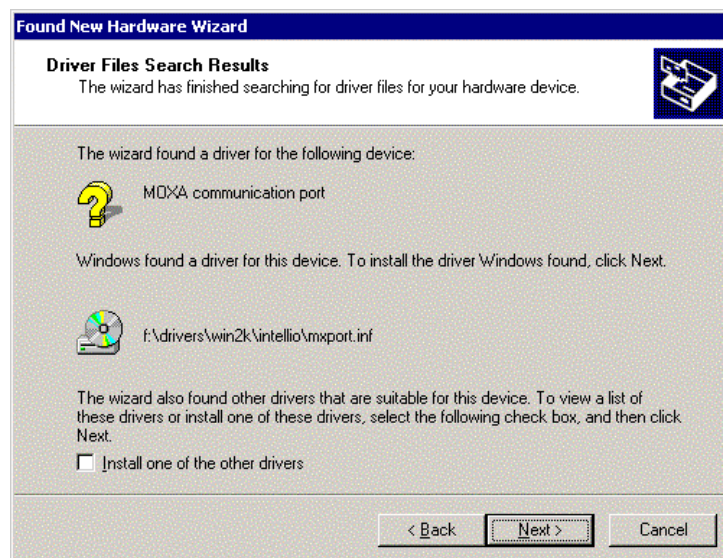 Found New Hardware Wizard
Driver Files Search Results
The wizard has finished searching for driver files for your hardware device.
The wizard found a driver for the following device:
MOXA communication port
Windows found a driver for this device. To install the driver Windows found, click Next.
f:\drivers\win2k\intellio\mxport.inf
The wizard also found other drivers that are suitable for this device. To view a list of
these drivers or install one of these drivers, select the following check box, and then click
Next.
Install one of the other drivers
< Back Next > Cancel